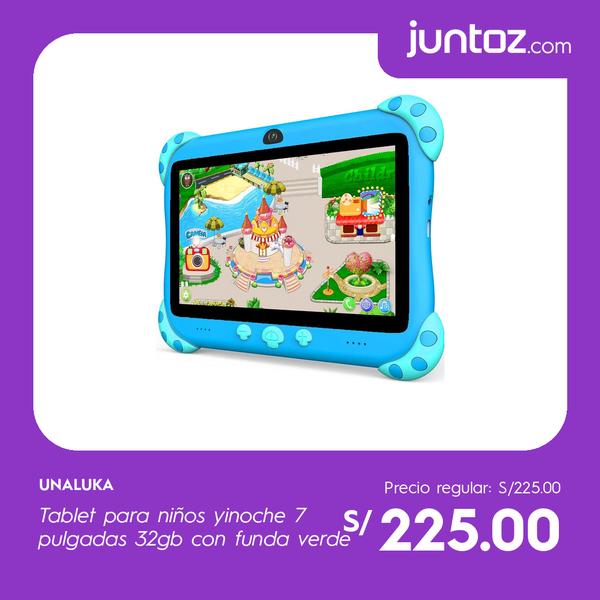 juntoz.com
UNALUKA
Tablet para niños yinoche 7
pulgadas 32gb con funda verde
Precio regular: S/225.00
S/ 225.00